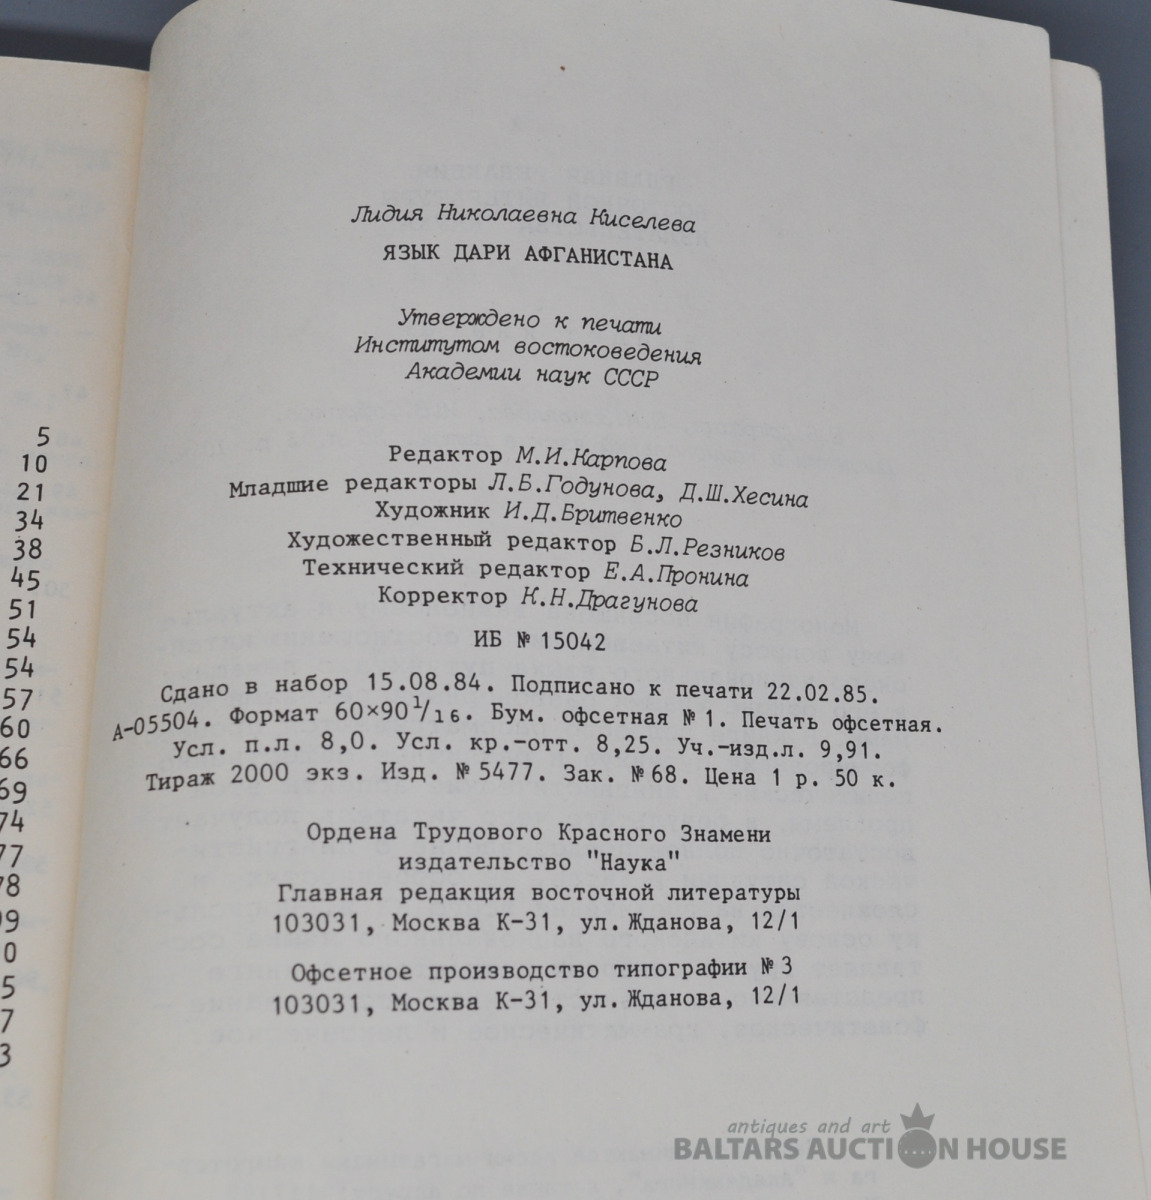 5
10
21
34
38
45
51
54
54
57
60
66
69
74
77
78
99
0
5
7
3
Лидия Николаевна Киселева
ЯЗЫК ДАРИ АФГАНИСТАНА
Утверждено к печати
Институтом востоковедения
Академии наук СССР
Редактор М.И.Карпова
Младшие редакторы Л.Б.Годунова, Д.Ш.Хесина
Художник И.Д.Бритвенко
Художественный редактор Б.Л.Резников
Технический редактор Е.А.Пронина
Корректор К.Н.Драгунова
ИБ № 15042
Сдано в набор 15.08.84. Подписано к печати 22.02.85.
А-05504. Формат 60×90 1/16. Бум. офсетная № 1. Печать офсетная.
Усл. п.л. 8,0. Усл. кр.-отт. 8,25. Уч.-изд.л. 9,91.
Тираж 2000 экз. Изд. № 5477. Зак. № 68. Цена 1 р. 50 к.
Ордена Трудового Красного Знамени
издательство "Наука"
Главная редакция восточной литературы
103031, Москва К-31, ул. Жданова, 12/1
Офсетное производство типографии № 3
103031, Москва К-31, ул. Жданова, 12/1
antiques and art
BALTARS AUCTION HOUSE